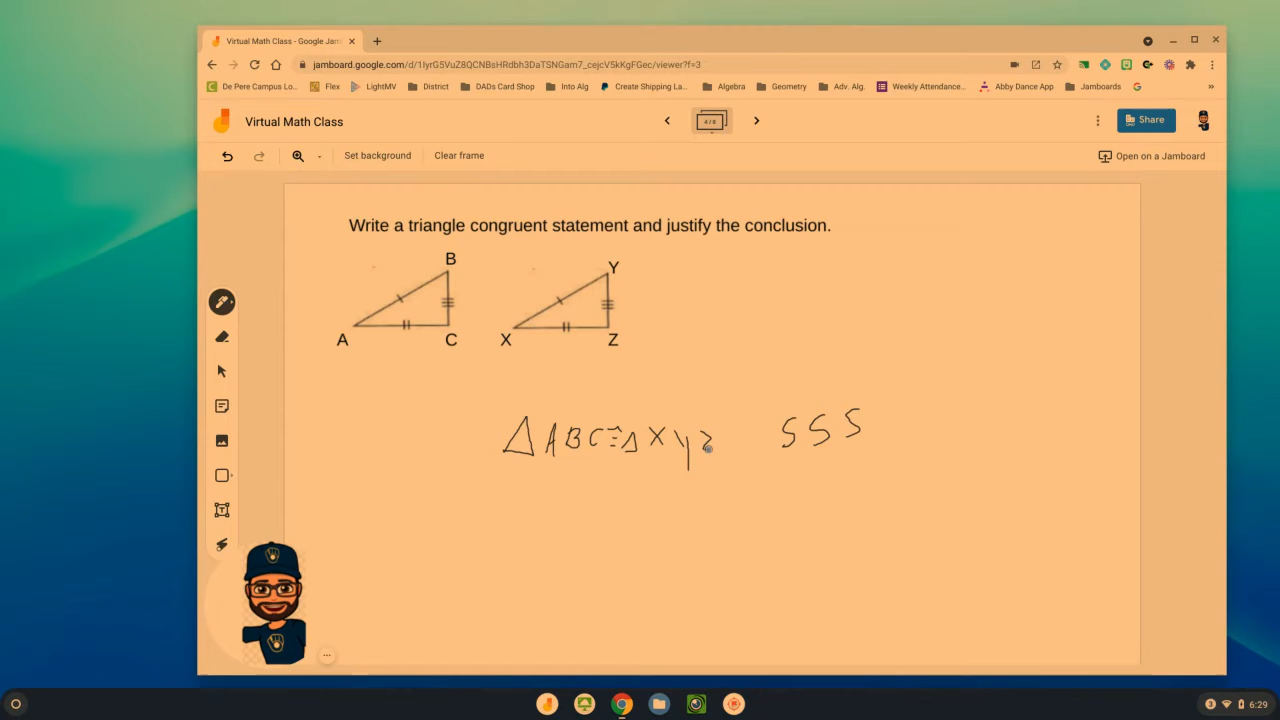 Virtual Math Class - Google Jam
jamboard.google.com/d/1IyrG5VuZ8QCNBsHRdbh3DaTSNGam7_cejcV5kKgFGec/viewer?f=3
De Pere Campus Lo... Flex LightMV District DADs Card Shop Into Alg Create Shipping La... Algebra Geometry Adv. Alg. Weekly Attendance... Abby Dance App Jamboards
Virtual Math Class 4/8 Share
Set background Clear frame Open on a Jamboard
Write a triangle congruent statement and justify the conclusion.
B Y
A C X Z
△ABC≅△XYZ SSS
6:29